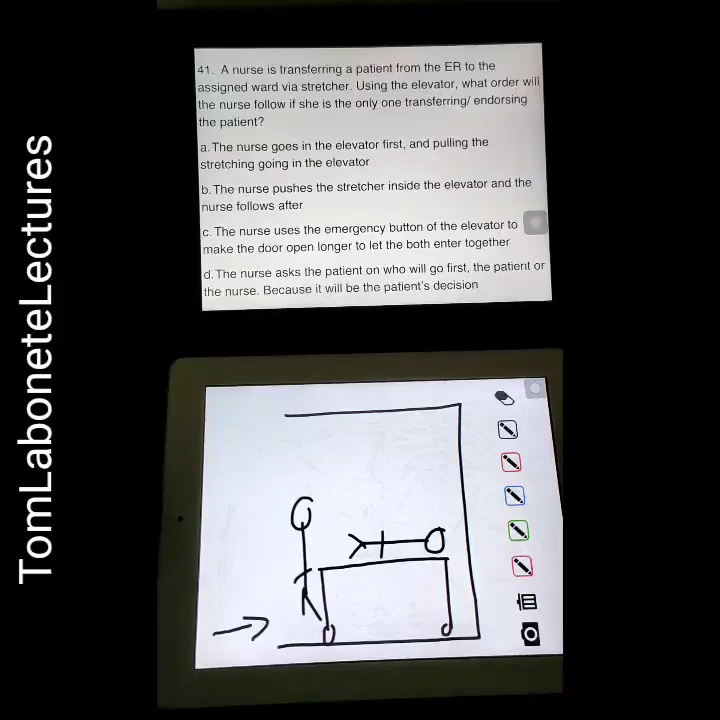 TomLaboneteLectures
41. A nurse is transferring a patient from the ER to the
assigned ward via stretcher. Using the elevator, what order will
the nurse follow if she is the only one transferring/ endorsing
the patient?
a. The nurse goes in the elevator first, and pulling the
stretching going in the elevator
b. The nurse pushes the stretcher inside the elevator and the
nurse follows after
c. The nurse uses the emergency button of the elevator to
make the door open longer to let the both enter together
d. The nurse asks the patient on who will go first, the patient or
the nurse. Because it will be the patient's decision